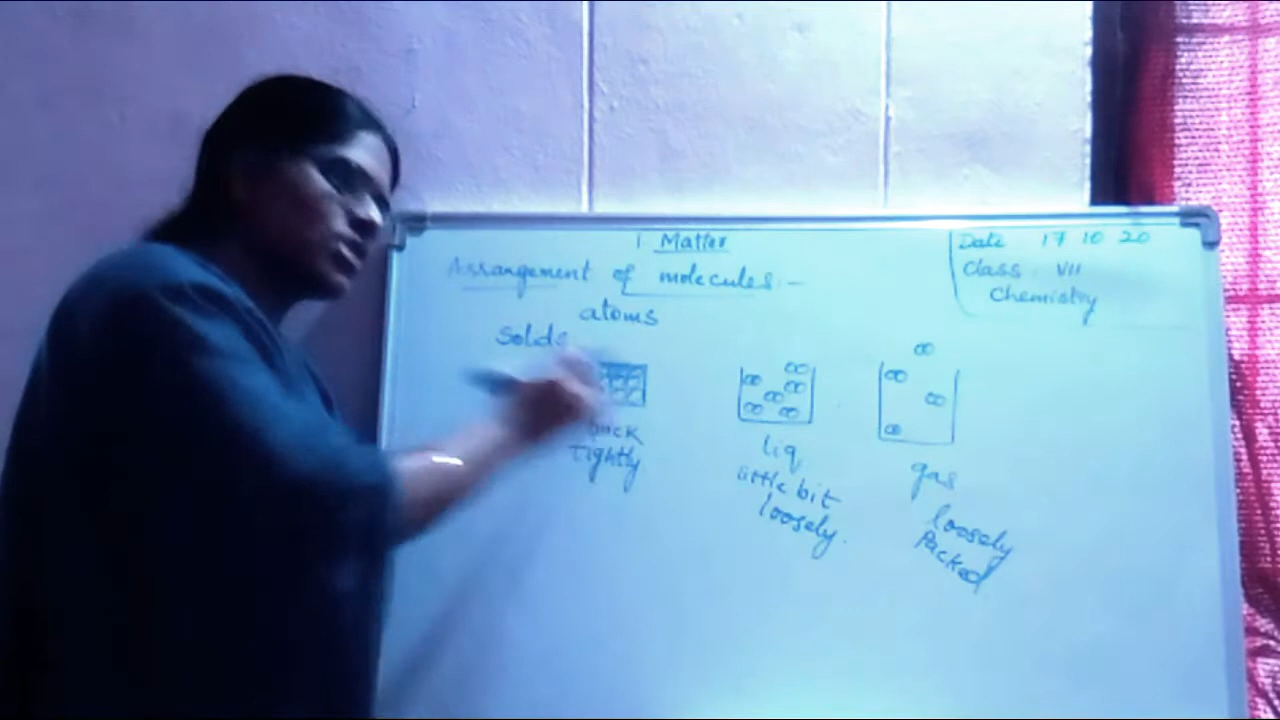 1 Matter
Date 17 10 20
Class VII
Chemistry
Arrangement of molecules :-
atoms
Solids
Tightly
liq
little bit
loosely.
gas
loosely
Packed